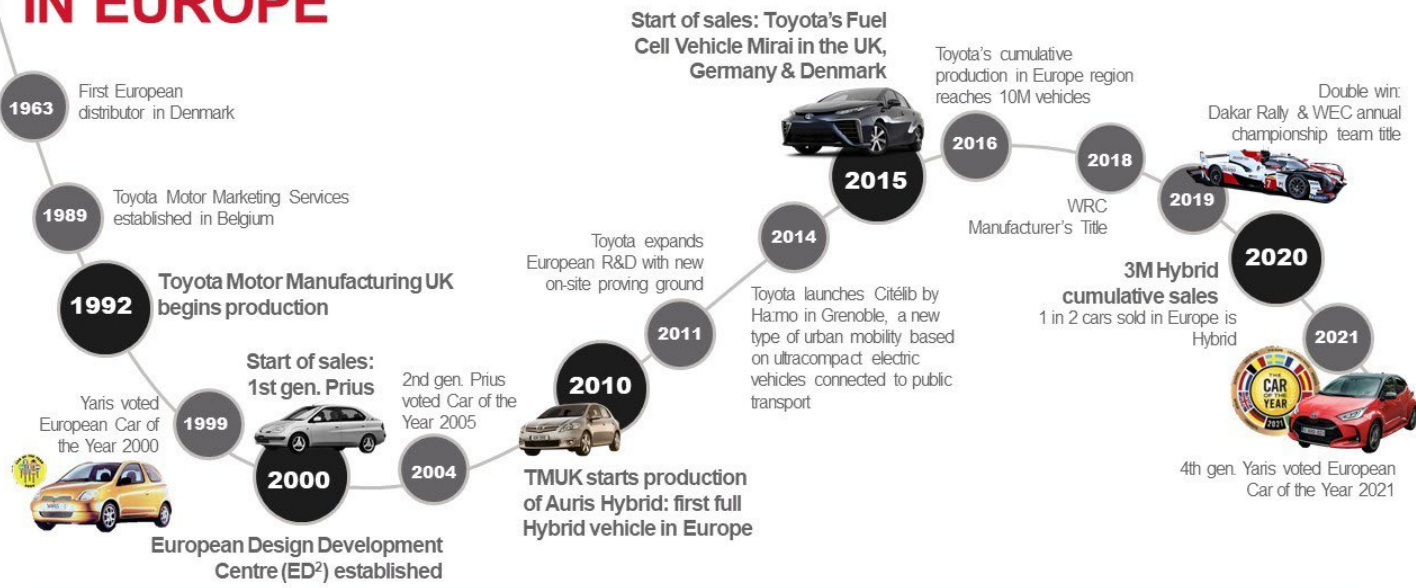 IN EUROPE
1963
First European
distributor in Denmark
1989
Toyota Motor Marketing Services
established in Belgium
1992
Toyota Motor Manufacturing UK
begins production
Yaris voted
European Car of
the Year 2000
1999
Start of sales:
1st gen. Prius
2000
European Design Development
Centre (ED²) established
2nd gen. Prius
voted Car of the
Year 2005
2004
2010
TMUK starts production
of Auris Hybrid: first full
Hybrid vehicle in Europe
Toyota expands
European R&D with new
on-site proving ground
2011
2014
Toyota launches Citélib by
Ha:mo in Grenoble, a new
type of urban mobility based
on ultracompact electric
vehicles connected to public
transport
Start of sales: Toyota's Fuel
Cell Vehicle Mirai in the UK,
Germany & Denmark
2015
Toyota's cumulative
production in Europe region
reaches 10M vehicles
2016
2018
WRC
Manufacturer's Title
Double win:
Dakar Rally & WEC annual
championship team title
2019
7
2020
3M Hybrid
cumulative sales
1 in 2 cars sold in Europe is
Hybrid
2021
THE
CAR
OF THE
YEAR
2021
4th gen. Yaris voted European
Car of the Year 2021